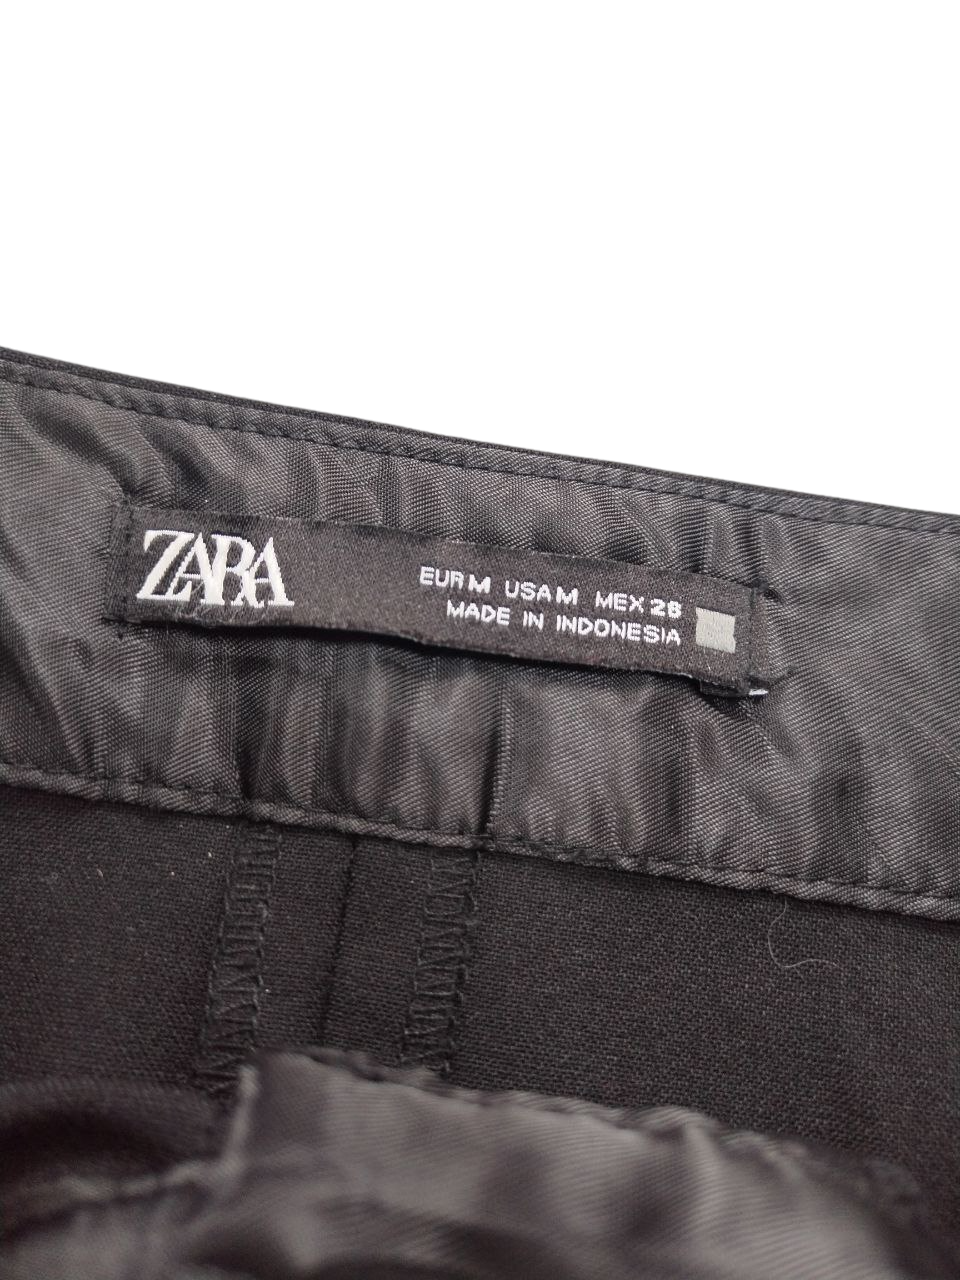 ZARA
EUR M USA M MEX 28
MADE IN INDONESIA